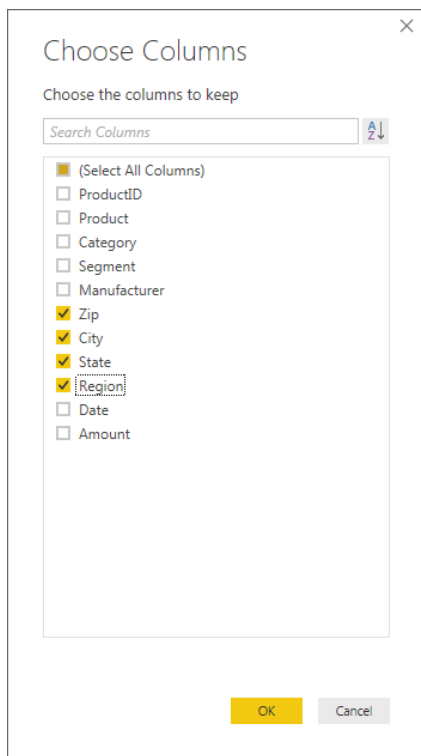 Choose Columns
Choose the columns to keep
Search Columns
(Select All Columns)
ProductID
Product
Category
Segment
Manufacturer
Zip
City
State
Region
Date
Amount
OK Cancel